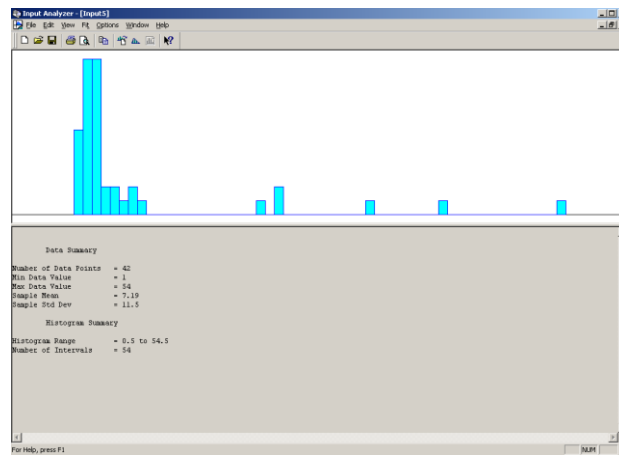 Input Analyzer - [Input5]
File Edit View Fit Options Window Help
Data Summary
Number of Data Points = 42
Min Data Value = 1
Max Data Value = 54
Sample Mean = 7.19
Sample Std Dev = 11.5
Histogram Summary
Histogram Range = 0.5 to 54.5
Number of Intervals = 54
For Help, press F1
NUM